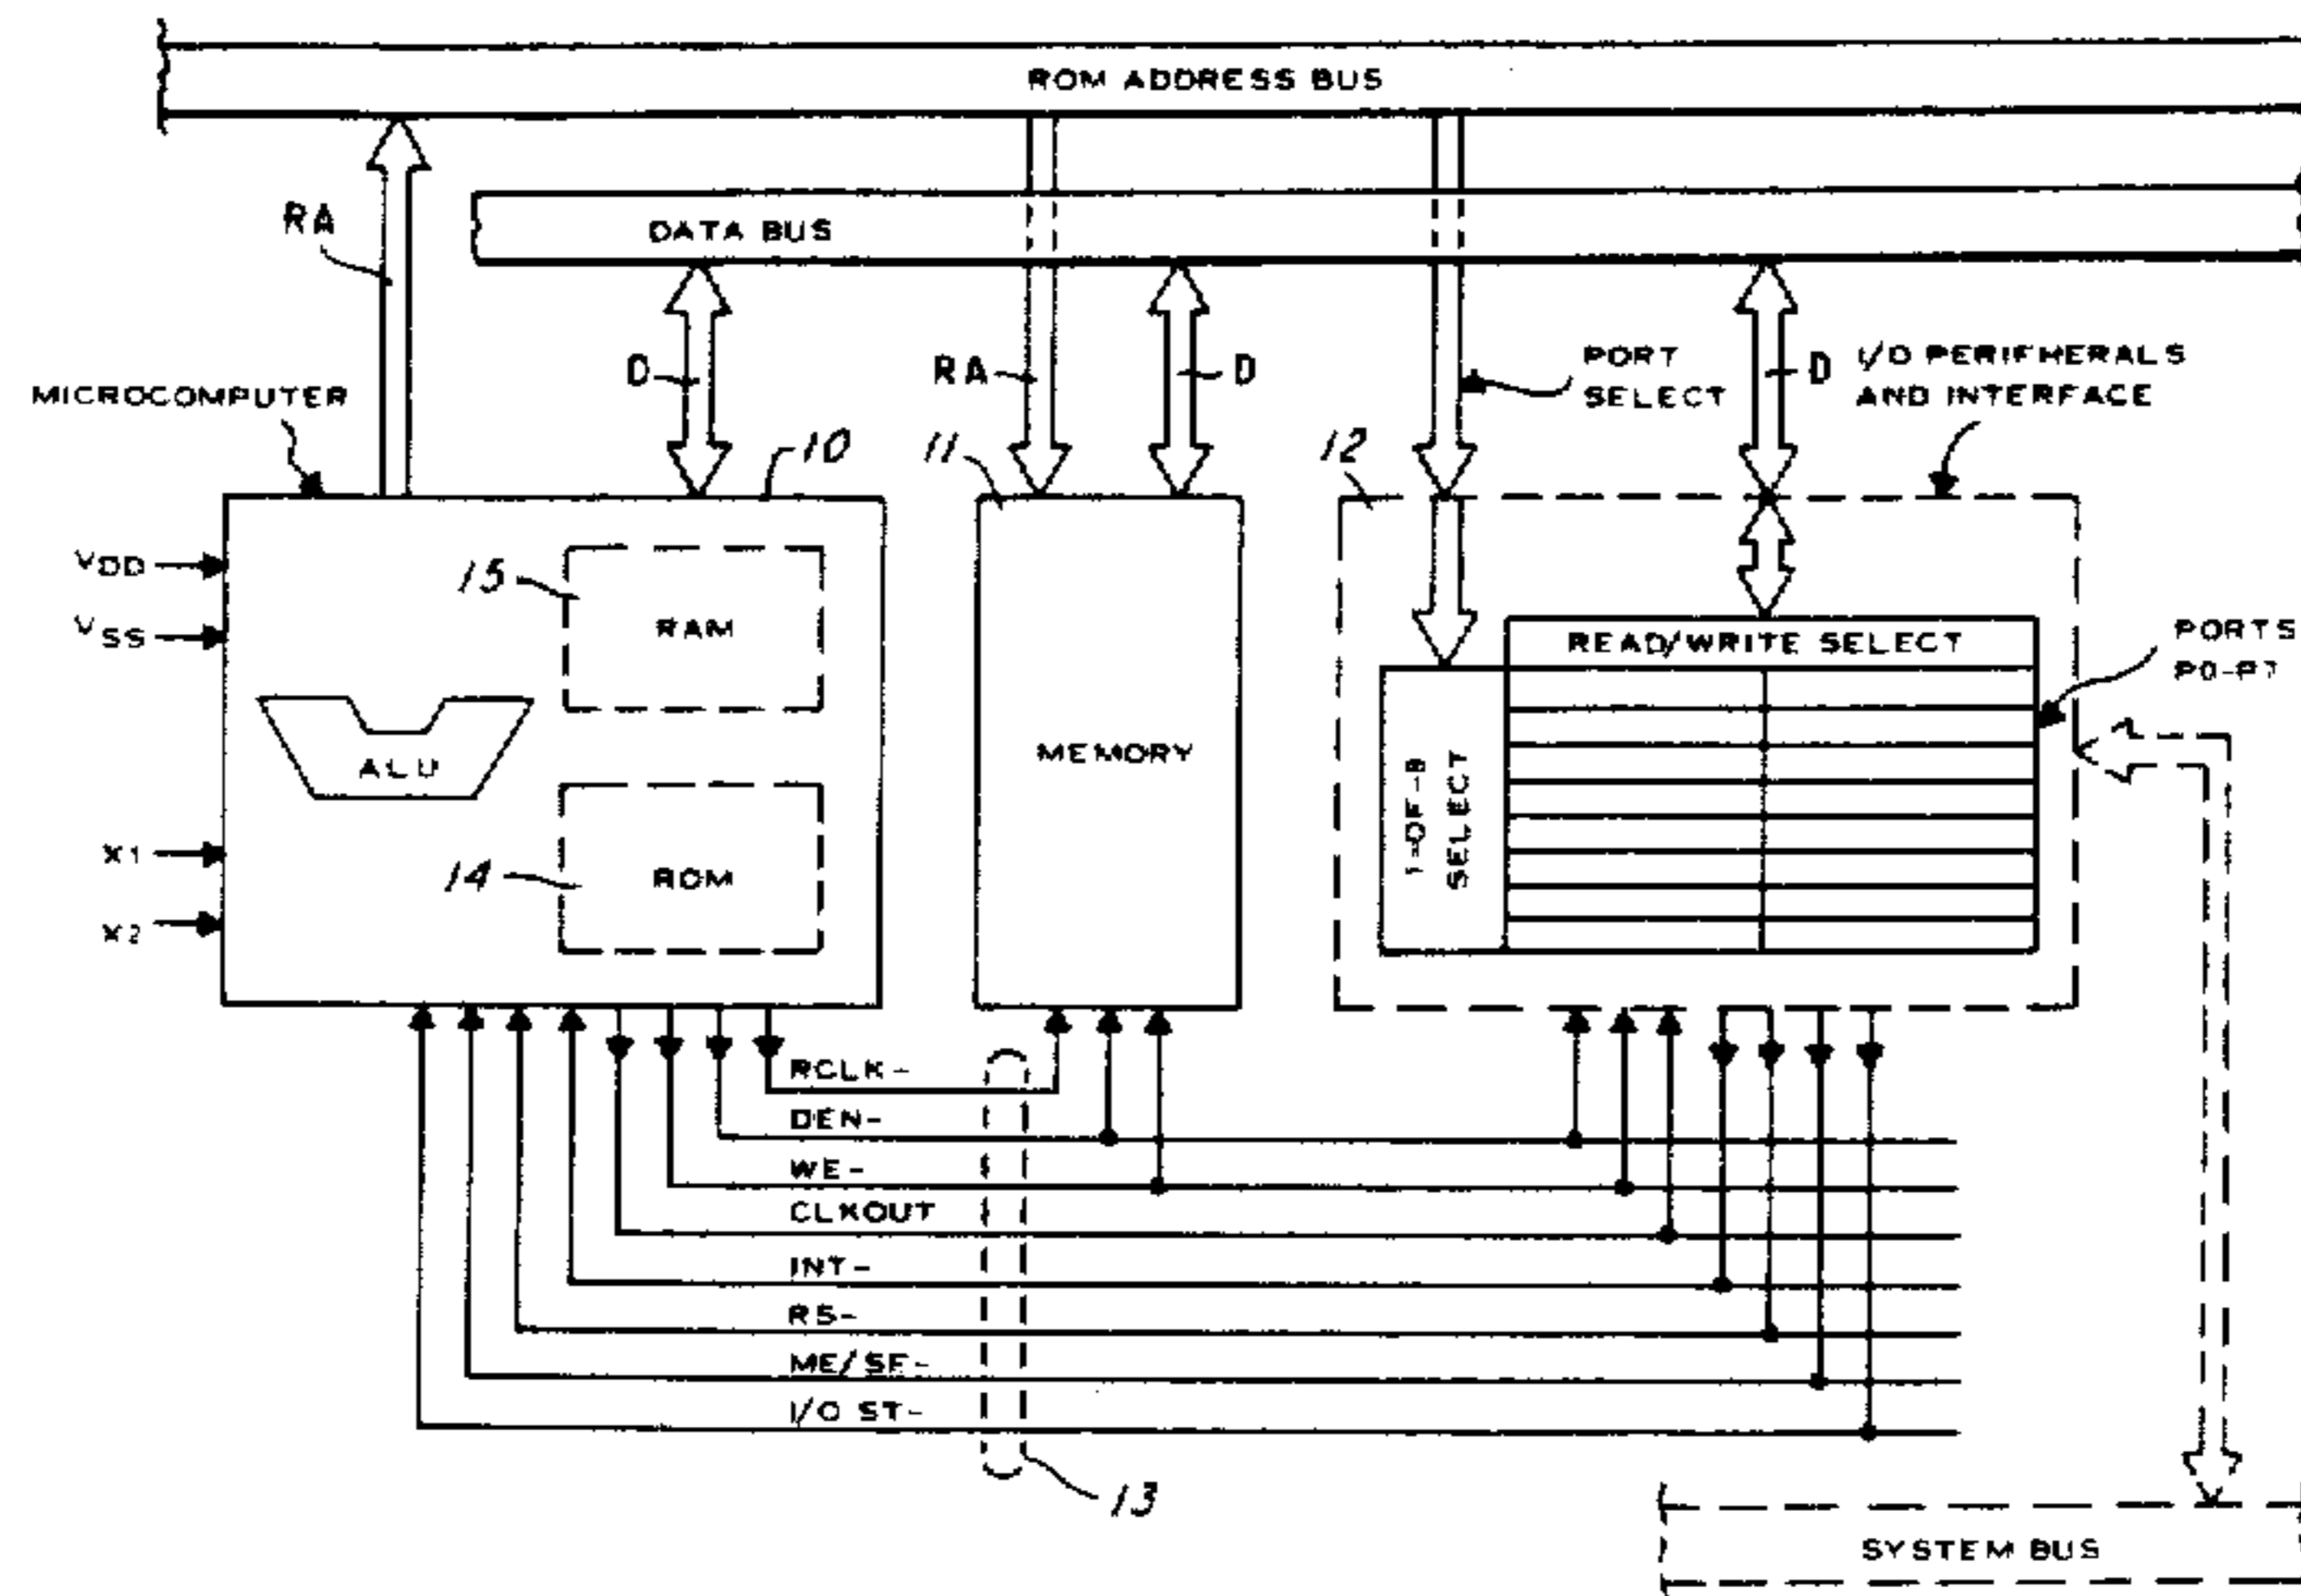 ROM ADDRESS BUS
RA
DATA BUS
MICROCOMPUTER
D
RA
D
PORT
SELECT
D
I/O PERIPHERALS
AND INTERFACE
10
11
12
VDD
VSS
15
RAM
ALU
READ/WRITE SELECT
PORTS
P0-P7
MEMORY
1-OF-8
SELECT
X1
X2
14
ROM
RCLK-
DEN-
WE-
CLKOUT
INT-
RS-
ME/SE-
I/O ST-
13
SYSTEM BUS